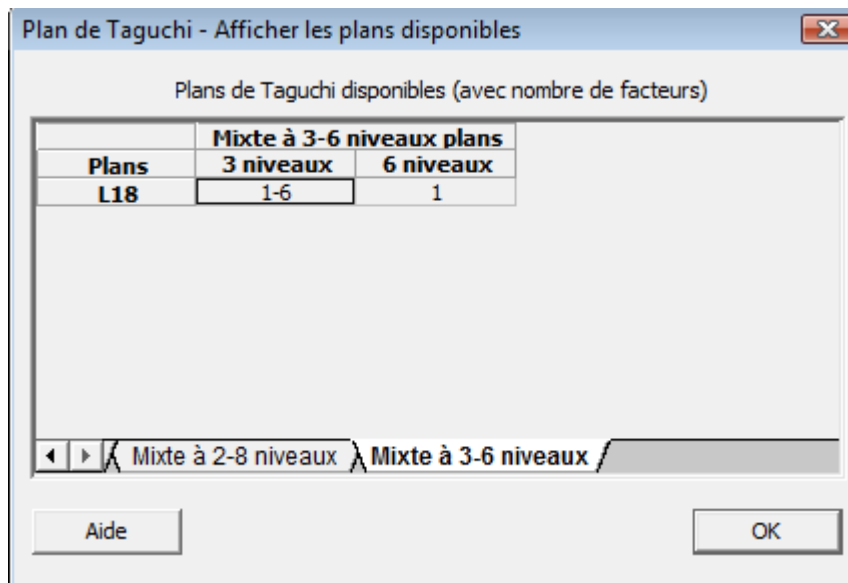 Plan de Taguchi - Afficher les plans disponibles
Plans de Taguchi disponibles (avec nombre de facteurs)
Mixte à 3-6 niveaux plans
Plans 3 niveaux 6 niveaux
L18 1-6 1
Mixte à 2-8 niveaux Mixte à 3-6 niveaux
Aide OK